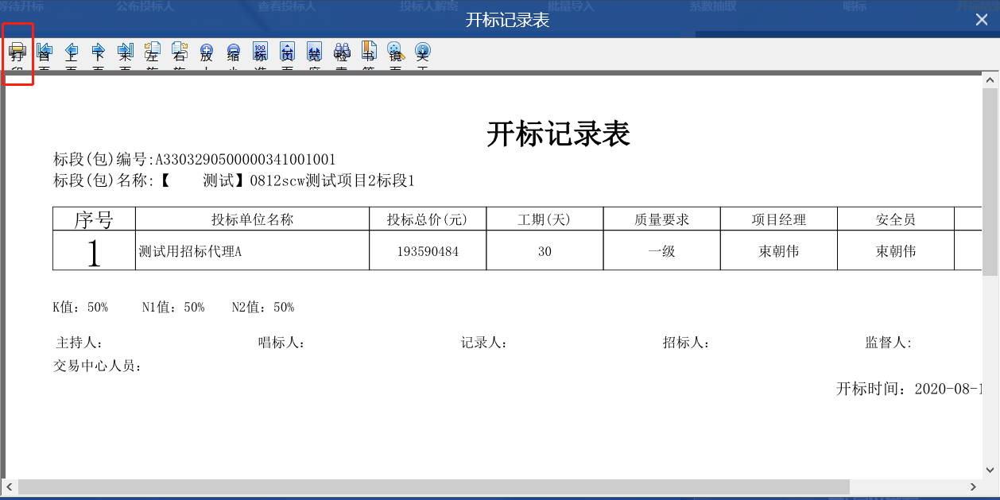 等待开标 公布投标人 查看投标人 投标人解密 批量导入 系数抽取 唱标
开标记录表
打 首 上 下 末 左 右 放 缩 标 页 宽 检 书 镜 关
开标记录表
标段(包)编号:A3303290500000341001001
标段(包)名称:【 测试】0812scw测试项目2标段1
序号 投标单位名称 投标总价(元) 工期(天) 质量要求 项目经理 安全员
1 测试用招标代理A 193590484 30 一级 束朝伟 束朝伟
K值: 50% N1值: 50% N2值: 50%
主持人: 唱标人: 记录人: 招标人: 监督人:
交易中心人员:
开标时间: 2020-08-1